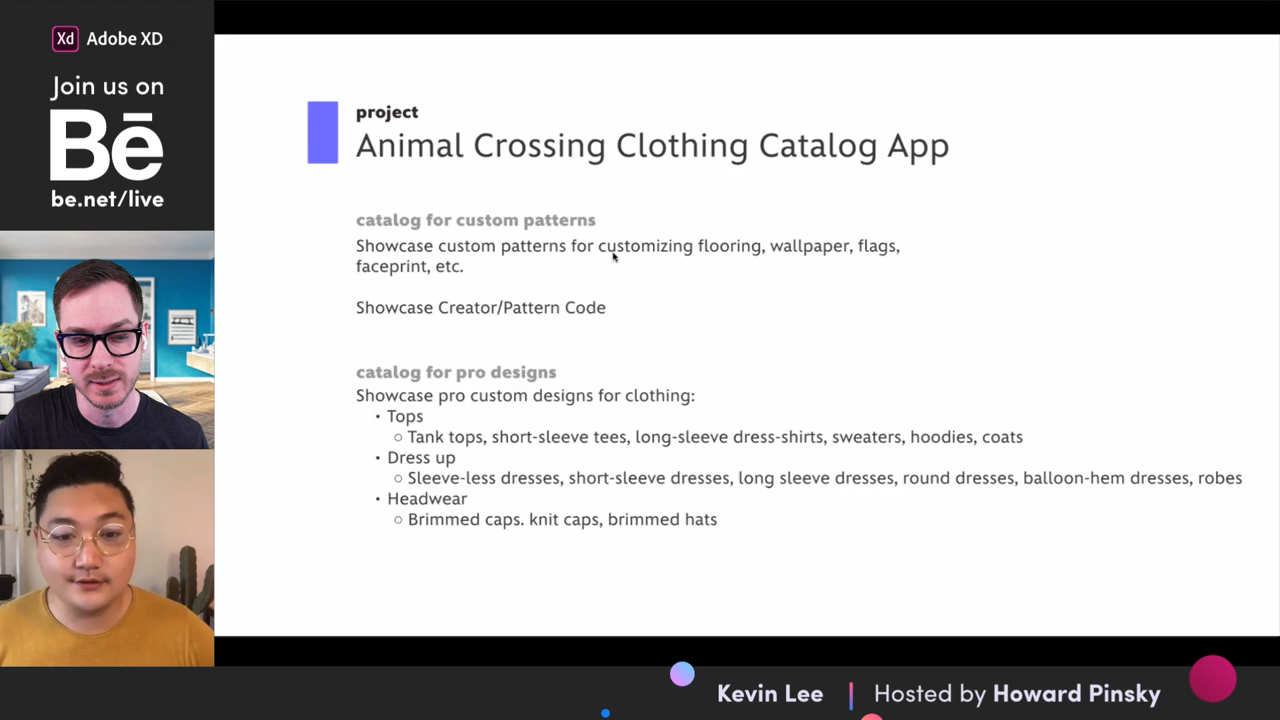 Xd Adobe XD
Join us on
Bē
be.net/live
project
Animal Crossing Clothing Catalog App
catalog for custom patterns
Showcase custom patterns for customizing flooring, wallpaper, flags,
faceprint, etc.
Showcase Creator/Pattern Code
catalog for pro designs
Showcase pro custom designs for clothing:
• Tops
○ Tank tops, short-sleeve tees, long-sleeve dress-shirts, sweaters, hoodies, coats
• Dress up
○ Sleeve-less dresses, short-sleeve dresses, long sleeve dresses, round dresses, balloon-hem dresses, robes
• Headwear
○ Brimmed caps. knit caps, brimmed hats
Kevin Lee | Hosted by Howard Pinsky